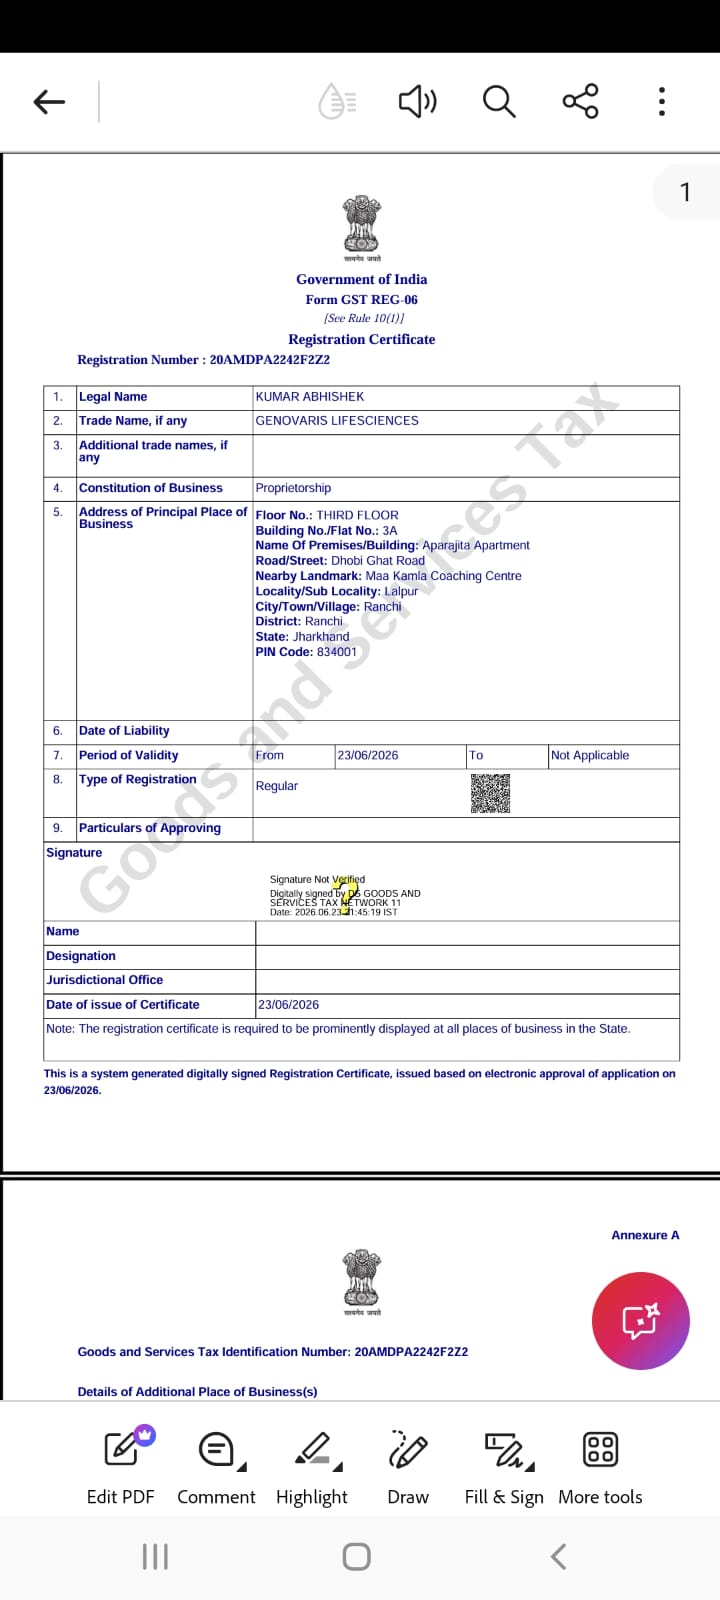 1
सत्यमेव जयते
Government of India
Form GST REG-06
[See Rule 10(1)]
Registration Certificate
Registration Number : 20AMDPA2242F2Z2
1. Legal Name KUMAR ABHISHEK
2. Trade Name, if any GENOVARIS LIFESCIENCES
3. Additional trade names, if
any
4. Constitution of Business Proprietorship
5. Address of Principal Place of
Business
Floor No.: THIRD FLOOR
Building No./Flat No.: 3A
Name Of Premises/Building: Aparajita Apartment
Road/Street: Dhobi Ghat Road
Nearby Landmark: Maa Kamla Coaching Centre
Locality/Sub Locality: Lalpur
City/Town/Village: Ranchi
District: Ranchi
State: Jharkhand
PIN Code: 834001
6. Date of Liability
7. Period of Validity From 23/06/2026 To Not Applicable
8. Type of Registration Regular
9. Particulars of Approving
Goods and Services Tax
Signature
Signature Not Verified
Digitally signed by DS GOODS AND
SERVICES TAX NETWORK 11
Date: 2026.06.23 21:45:19 IST
Name
Designation
Jurisdictional Office
Date of issue of Certificate 23/06/2026
Note: The registration certificate is required to be prominently displayed at all places of business in the State.
This is a system generated digitally signed Registration Certificate, issued based on electronic approval of application on
23/06/2026.
Annexure A
सत्यमेव जयते
Goods and Services Tax Identification Number: 20AMDPA2242F2Z2
Details of Additional Place of Business(s)
Edit PDF Comment Highlight Draw Fill & Sign More tools